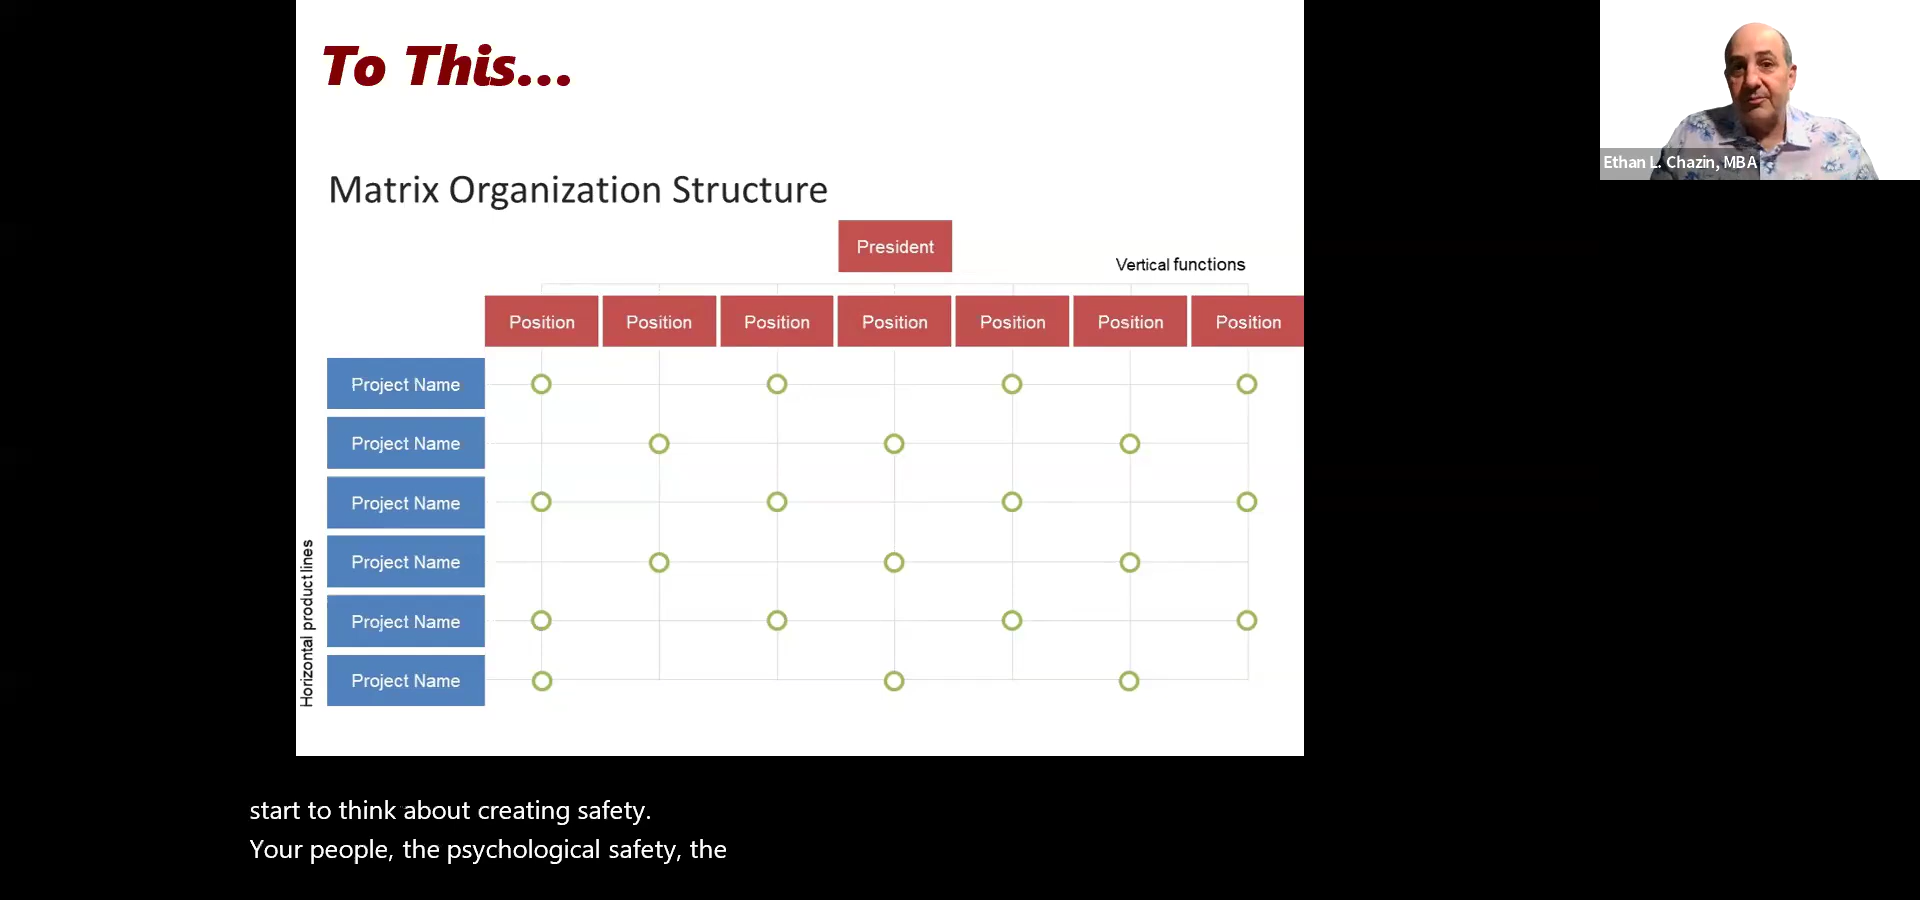 To This...
Ethan L. Chazin, MBA
Matrix Organization Structure
President
Vertical functions
Position Position Position Position Position Position Position
Project Name
Project Name
Project Name
Project Name
Project Name
Project Name
Horizontal product lines
start to think about creating safety.
Your people, the psychological safety, the